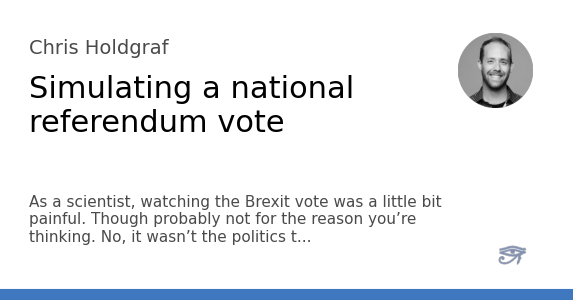 Chris Holdgraf
Simulating a national
referendum vote
As a scientist, watching the Brexit vote was a little bit
painful. Though probably not for the reason you’re
thinking. No, it wasn’t the politics t...